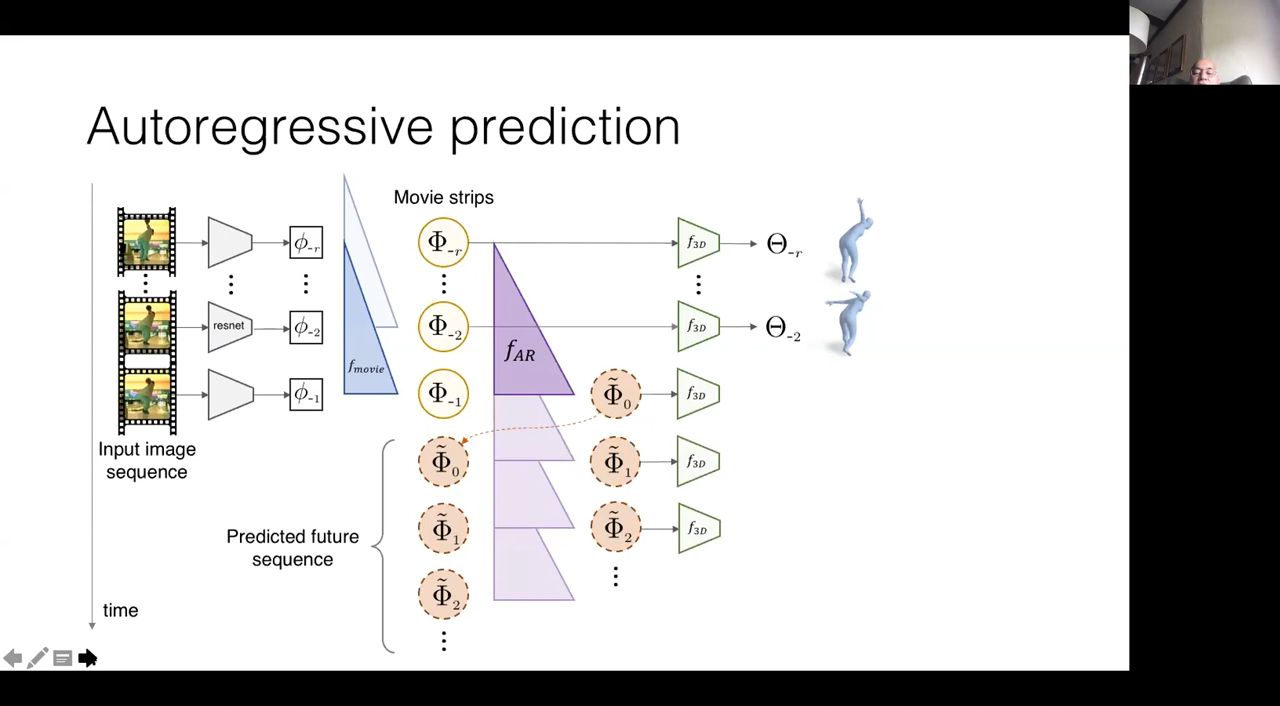 Autoregressive prediction
Movie strips
ϕ-r
Φ-r
f3D
Θ-r
resnet
ϕ-2
Φ-2
f3D
Θ-2
fmovie
fAR
ϕ-1
Φ-1
Φ̃0
f3D
Input image
sequence
Φ̃0
Φ̃1
f3D
Predicted future
sequence
Φ̃1
Φ̃2
f3D
Φ̃2
time